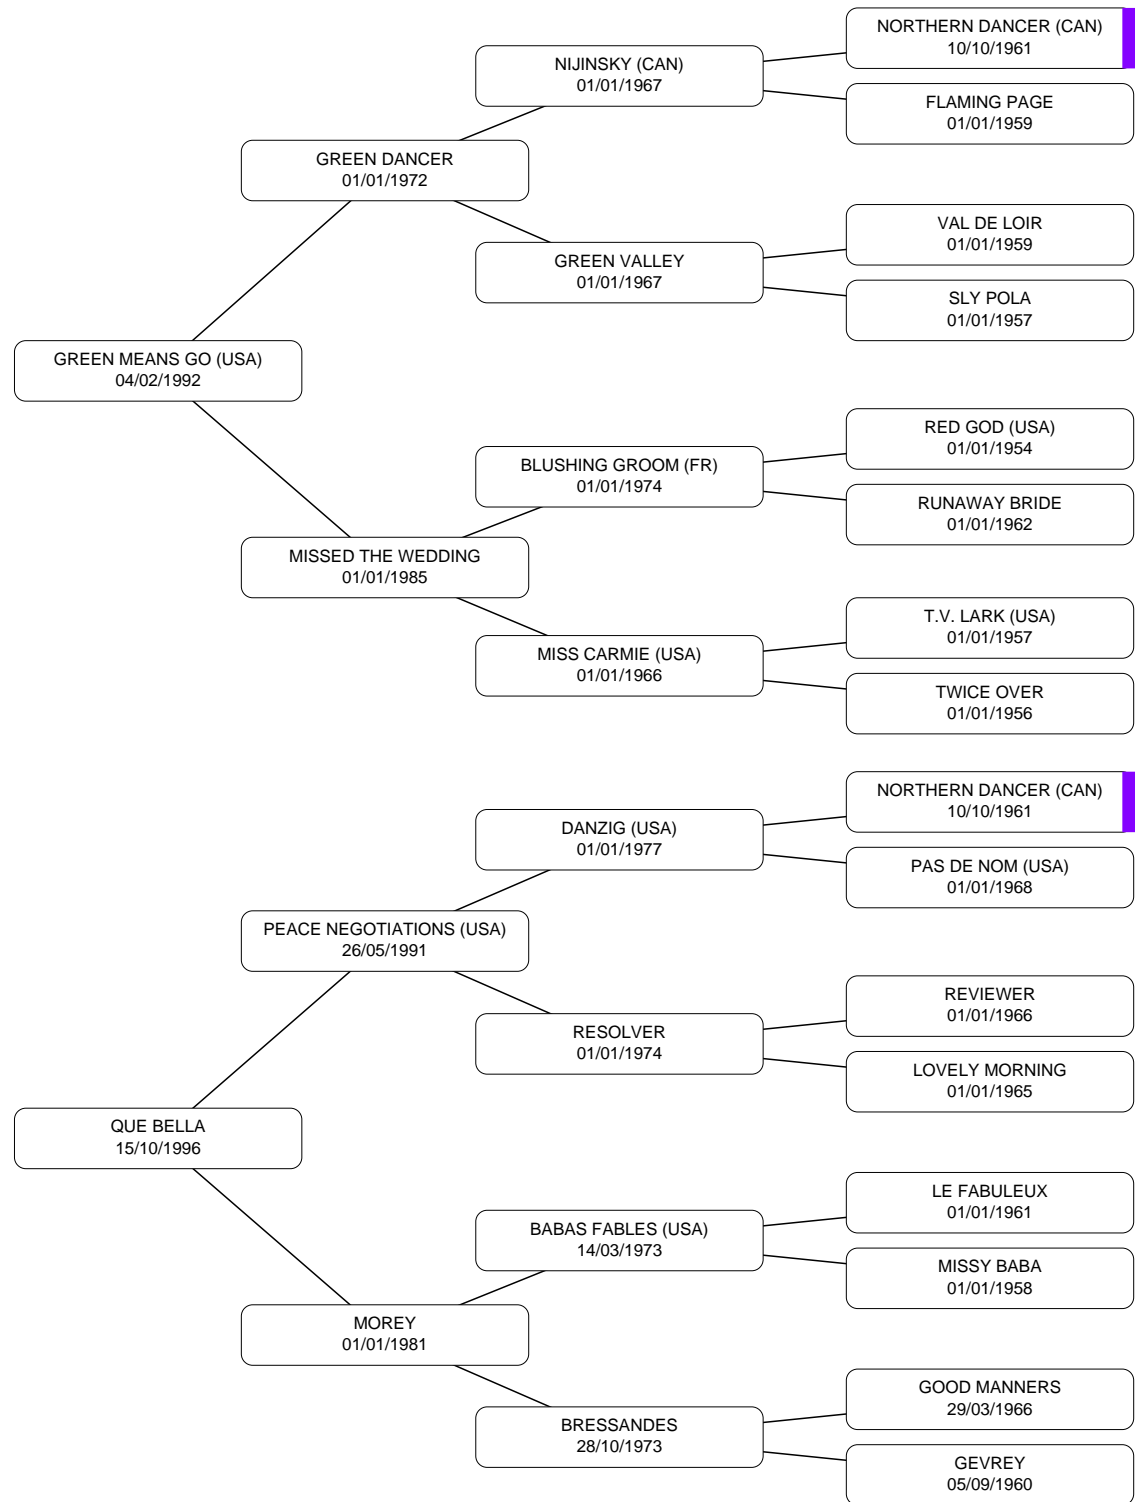 NORTHERN DANCER (CAN)
10/10/1961
NIJINSKY (CAN)
01/01/1967
FLAMING PAGE
01/01/1959
GREEN DANCER
01/01/1972
VAL DE LOIR
01/01/1959
GREEN VALLEY
01/01/1967
SLY POLA
01/01/1957
GREEN MEANS GO (USA)
04/02/1992
RED GOD (USA)
01/01/1954
BLUSHING GROOM (FR)
01/01/1974
RUNAWAY BRIDE
01/01/1962
MISSED THE WEDDING
01/01/1985
T.V. LARK (USA)
01/01/1957
MISS CARMIE (USA)
01/01/1966
TWICE OVER
01/01/1956
NORTHERN DANCER (CAN)
10/10/1961
DANZIG (USA)
01/01/1977
PAS DE NOM (USA)
01/01/1968
PEACE NEGOTIATIONS (USA)
26/05/1991
REVIEWER
01/01/1966
RESOLVER
01/01/1974
LOVELY MORNING
01/01/1965
QUE BELLA
15/10/1996
LE FABULEUX
01/01/1961
BABAS FABLES (USA)
14/03/1973
MISSY BABA
01/01/1958
MOREY
01/01/1981
GOOD MANNERS
29/03/1966
BRESSANDES
28/10/1973
GEVREY
05/09/1960